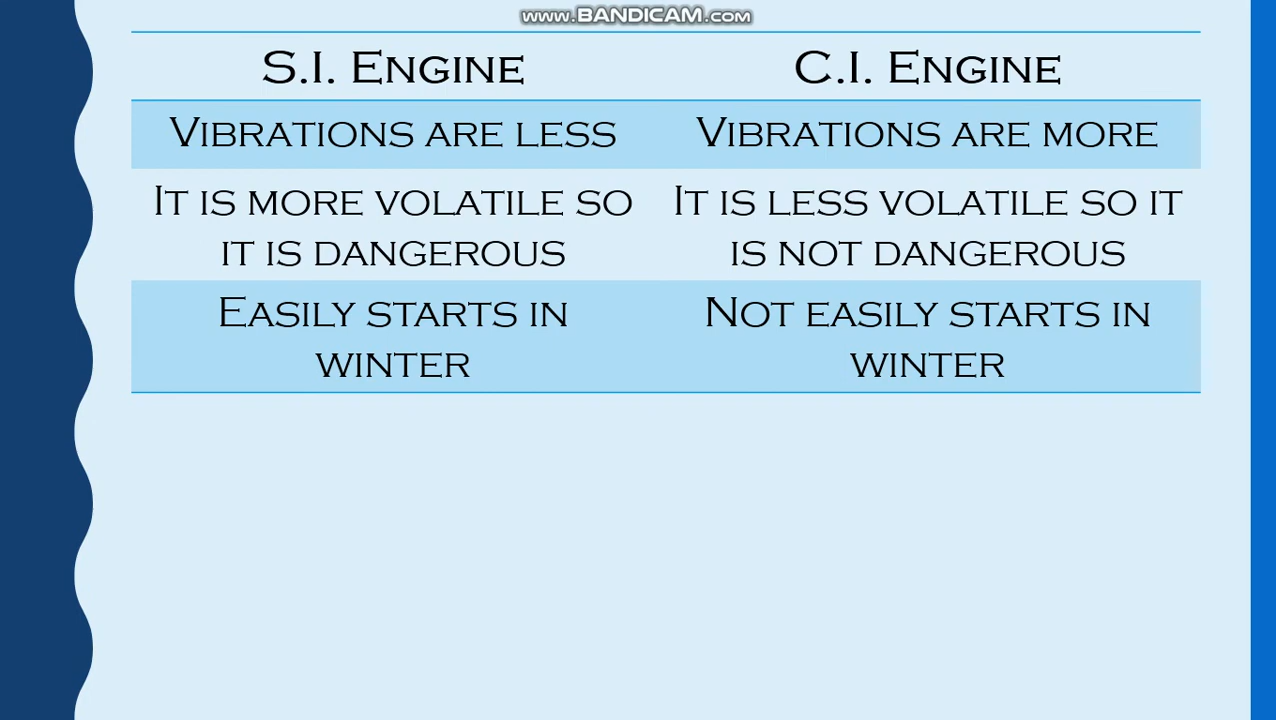 www.BANDICAM.com
S.I. Engine C.I. Engine
Vibrations are less Vibrations are more
It is more volatile so It is less volatile so it
it is dangerous is not dangerous
Easily starts in Not easily starts in
winter winter